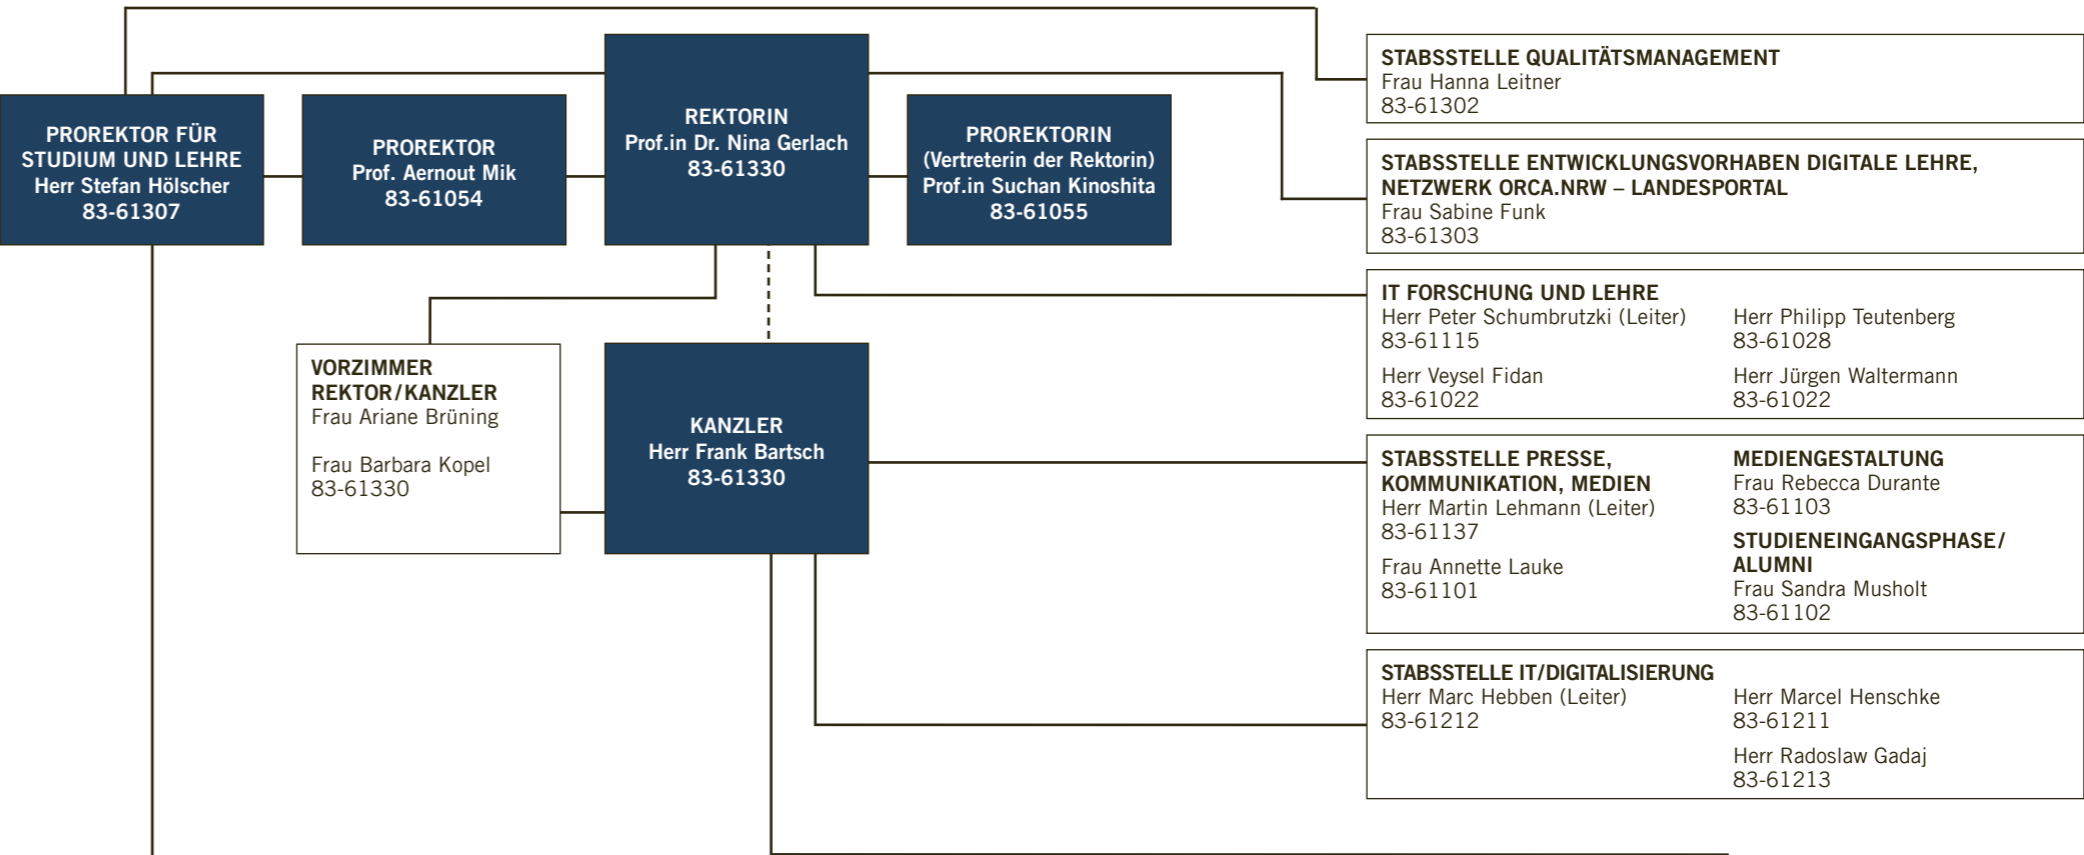 PROREKTOR FÜR
STUDIUM UND LEHRE
Herr Stefan Hölscher
83-61307
PROREKTOR
Prof. Aernout Mik
83-61054
REKTORIN
Prof.in Dr. Nina Gerlach
83-61330
PROREKTORIN
(Vertreterin der Rektorin)
Prof.in Suchan Kinoshita
83-61055
VORZIMMER
REKTOR/KANZLER
Frau Ariane Brüning
Frau Barbara Kopel
83-61330
KANZLER
Herr Frank Bartsch
83-61330
STABSSTELLE QUALITÄTSMANAGEMENT
Frau Hanna Leitner
83-61302
STABSSTELLE ENTWICKLUNGSVORHABEN DIGITALE LEHRE,
NETZWERK ORCA.NRW – LANDESPORTAL
Frau Sabine Funk
83-61303
IT FORSCHUNG UND LEHRE
Herr Peter Schumbrutzki (Leiter)
83-61115
Herr Veysel Fidan
83-61022
Herr Philipp Teutenberg
83-61028
Herr Jürgen Waltermann
83-61022
STABSSTELLE PRESSE,
KOMMUNIKATION, MEDIEN
Herr Martin Lehmann (Leiter)
83-61137
Frau Annette Lauke
83-61101
MEDIENGESTALTUNG
Frau Rebecca Durante
83-61103
STUDIENEINGANGSPHASE/
ALUMNI
Frau Sandra Musholt
83-61102
STABSSTELLE IT/DIGITALISIERUNG
Herr Marc Hebben (Leiter)
83-61212
Herr Marcel Henschke
83-61211
Herr Radoslaw Gadaj
83-61213